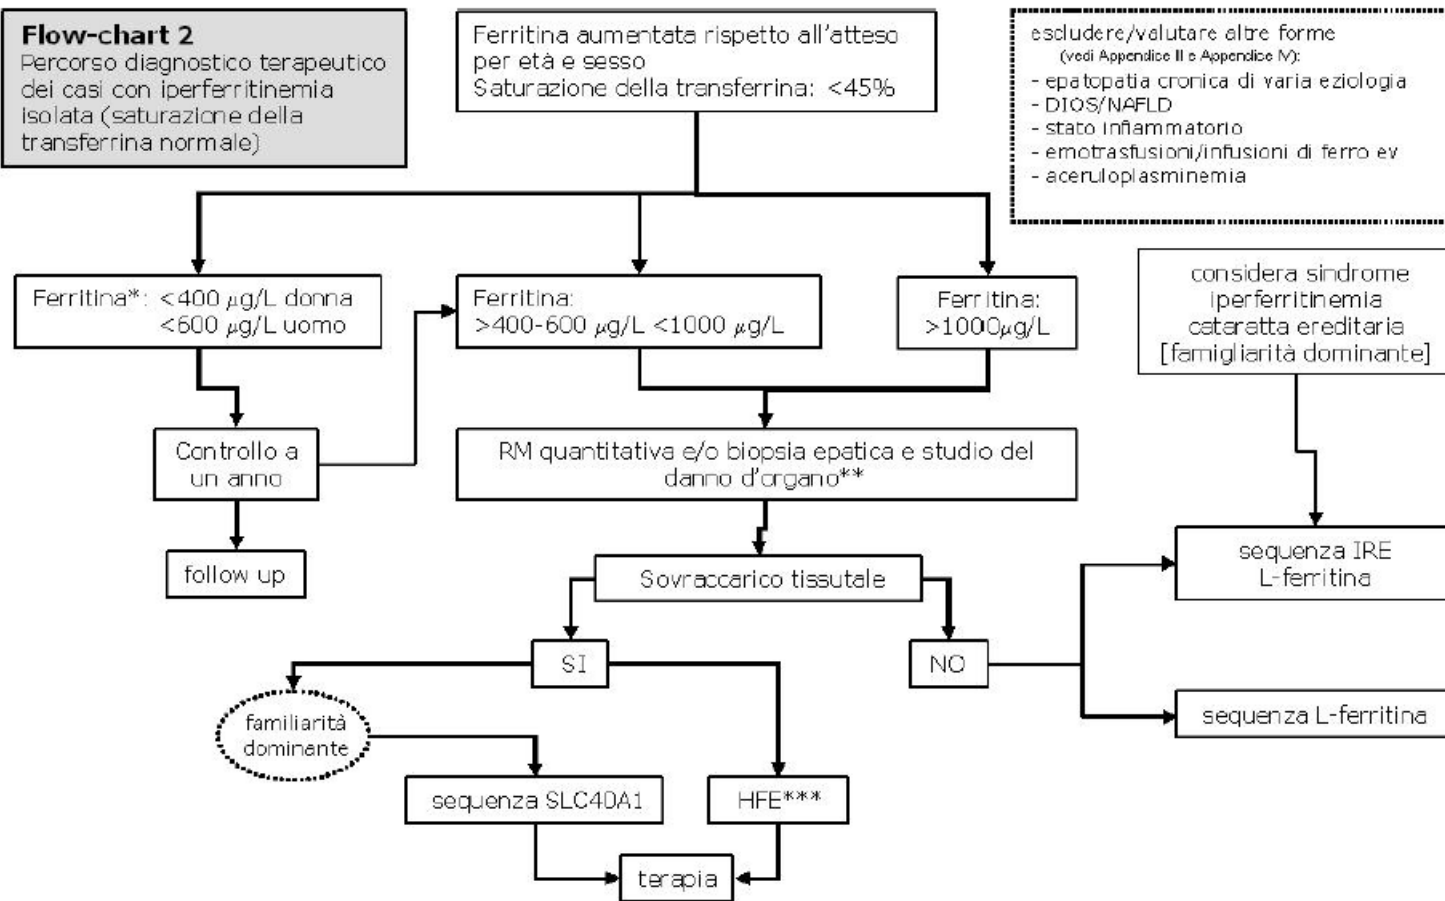 Flow-chart 2
Percorso diagnostico terapeutico
dei casi con iperferritinemia
isolata (saturazione della
transferrina normale)
Ferritina aumentata rispetto all'atteso
per età e sesso
Saturazione della transferrina: <45%
escludere/valutare altre forme
(vedi Appendice III e Appendice IV):
- epatopatia cronica di varia eziologia
- DIOS/NAFLD
- stato infiammatorio
- emotrasfusioni/infusioni di ferro ev
- aceruloplasminemia
Ferritina*: <400 µg/L donna
<600 µg/L uomo
Ferritina:
>400-600 µg/L <1000 µg/L
Ferritina:
>1000µg/L
considera sindrome
iperferritinemia
cataratta ereditaria
[famigliarità dominante]
Controllo a
un anno
RM quantitativa e/o biopsia epatica e studio del
danno d'organo**
follow up
Sovraccarico tissutale
sequenza IRE
L-ferritina
SI
NO
familiarità
dominante
sequenza L-ferritina
sequenza SLC40A1
HFE***
terapia